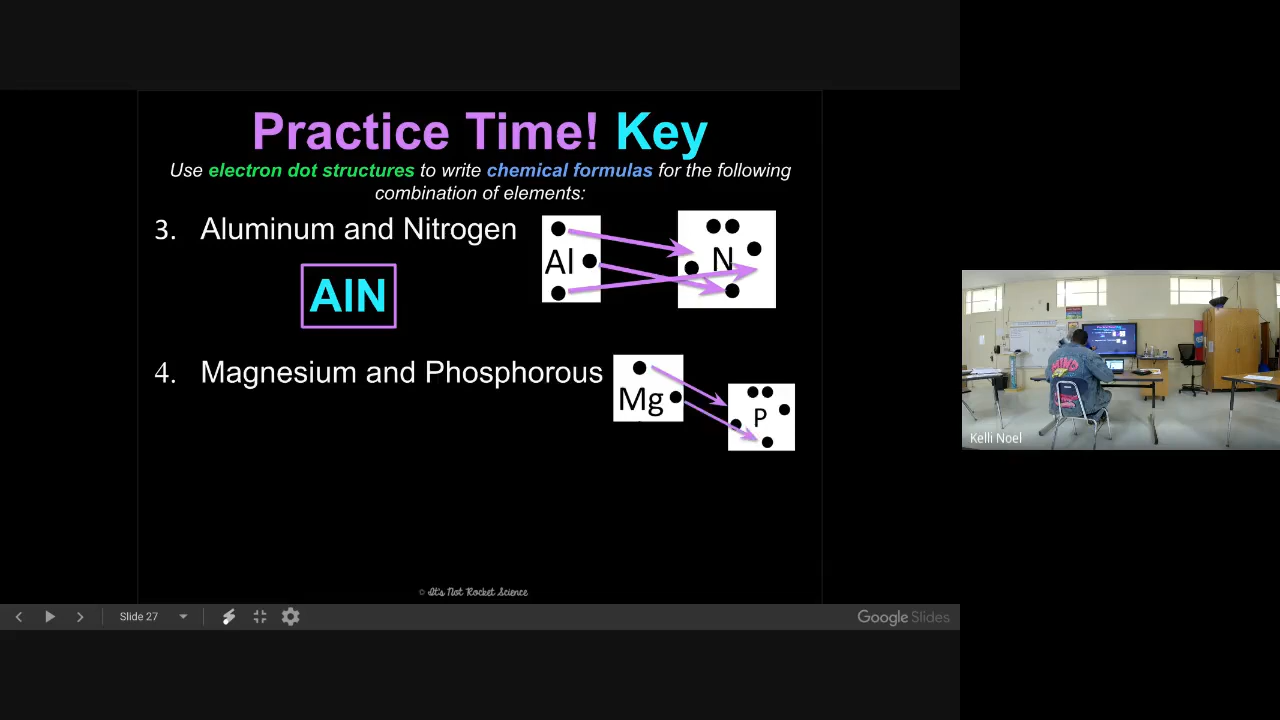 Practice Time! Key
Use electron dot structures to write chemical formulas for the following
combination of elements:
3. Aluminum and Nitrogen
Al
N
AlN
4. Magnesium and Phosphorous
Mg
P
© It's Not Rocket Science
Slide 27
Google Slides
Kelli Noel